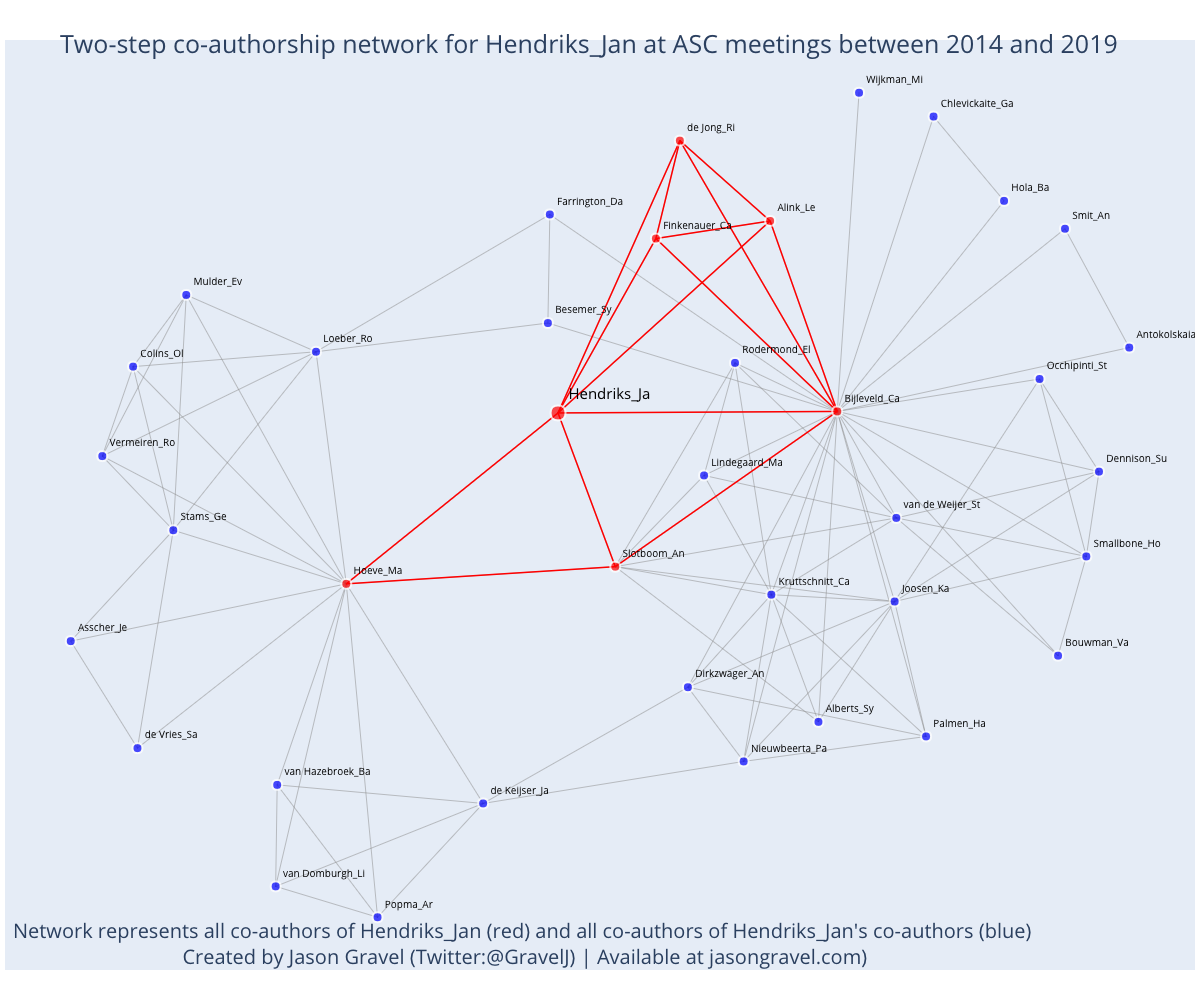 Two-step co-authorship network for Hendriks_Jan at ASC meetings between 2014 and 2019
Wijkman_Mi
Chlevickaite_Ga
de Jong_Ri
Hola_Ba
Farrington_Da
Alink_Le
Smit_An
Finkenauer_Ca
Mulder_Ev
Besemer_Sy
Loeber_Ro
Antokolskaia
Colins_Ol
Rodermond_El
Occhipinti_St
Hendriks_Ja
Bijleveld_Ca
Vermeiren_Ro
Lindegaard_Ma
Dennison_Su
van de Weijer_St
Stams_Ge
Smallbone_Ho
Slotboom_An
Hoeve_Ma
Kruttschnitt_Ca
Joosen_Ka
Asscher_Je
Bouwman_Va
Dirkzwager_An
Alberts_Sy
Palmen_Ha
de Vries_Sa
Nieuwbeerta_Pa
van Hazebroek_Ba
de Keijser_Ja
van Domburgh_Li
Popma_Ar
Network represents all co-authors of Hendriks_Jan (red) and all co-authors of Hendriks_Jan's co-authors (blue)
Created by Jason Gravel (Twitter:@GravelJ) | Available at jasongravel.com)